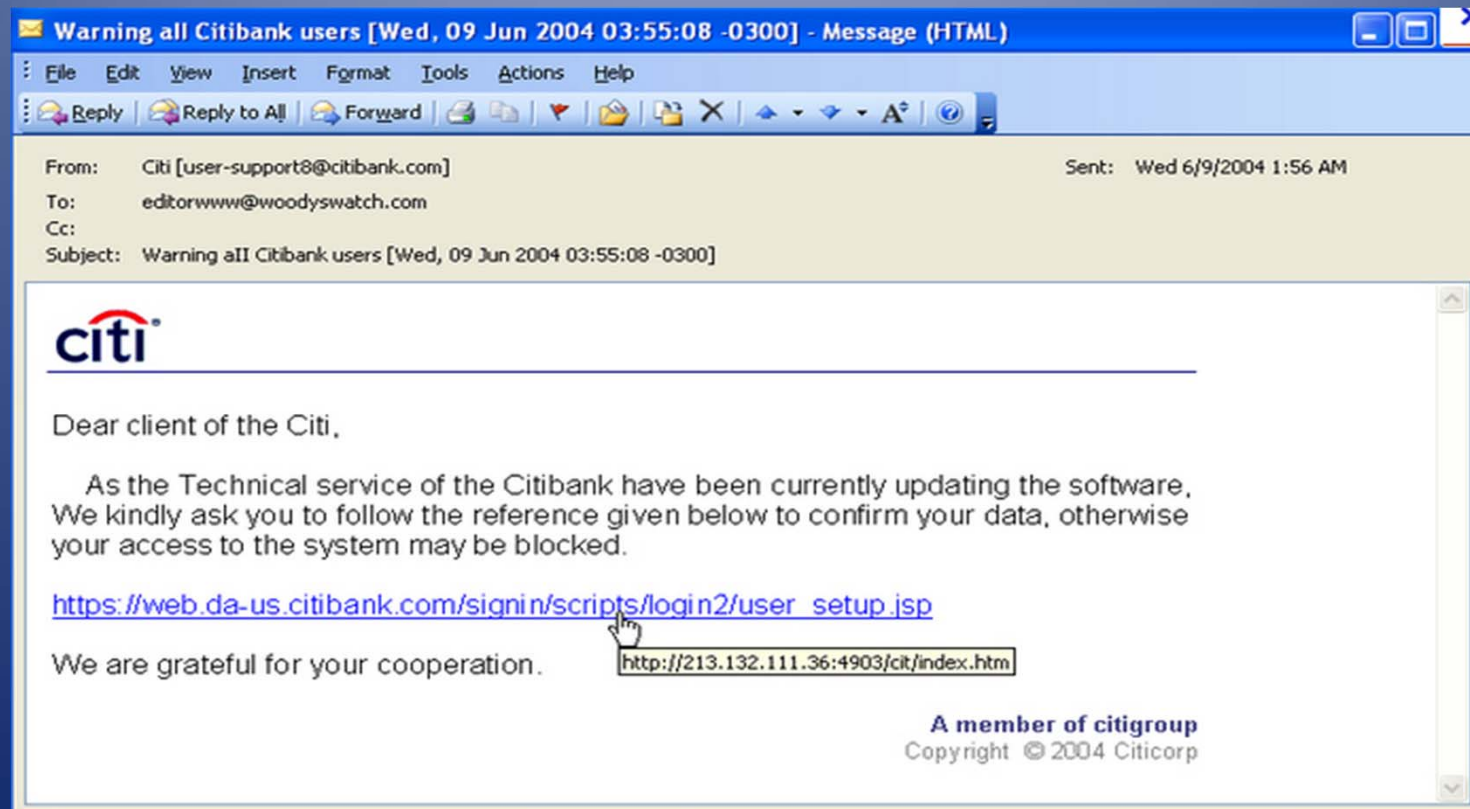 Warning all Citibank users [Wed, 09 Jun 2004 03:55:08 -0300] - Message (HTML)
File Edit View Insert Format Tools Actions Help
Reply Reply to All Forward
From: Citi [user-support8@citibank.com] Sent: Wed 6/9/2004 1:56 AM
To: editorwww@woodyswatch.com
Cc:
Subject: Warning aII Citibank users [Wed, 09 Jun 2004 03:55:08 -0300]
citi
Dear client of the Citi,
As the Technical service of the Citibank have been currently updating the software,
We kindly ask you to follow the reference given below to confirm your data, otherwise
your access to the system may be blocked.
https://web.da-us.citibank.com/signin/scripts/login2/user_setup.jsp
http://213.132.111.36:4903/cit/index.htm
We are grateful for your cooperation.
A member of citigroup
Copyright © 2004 Citicorp